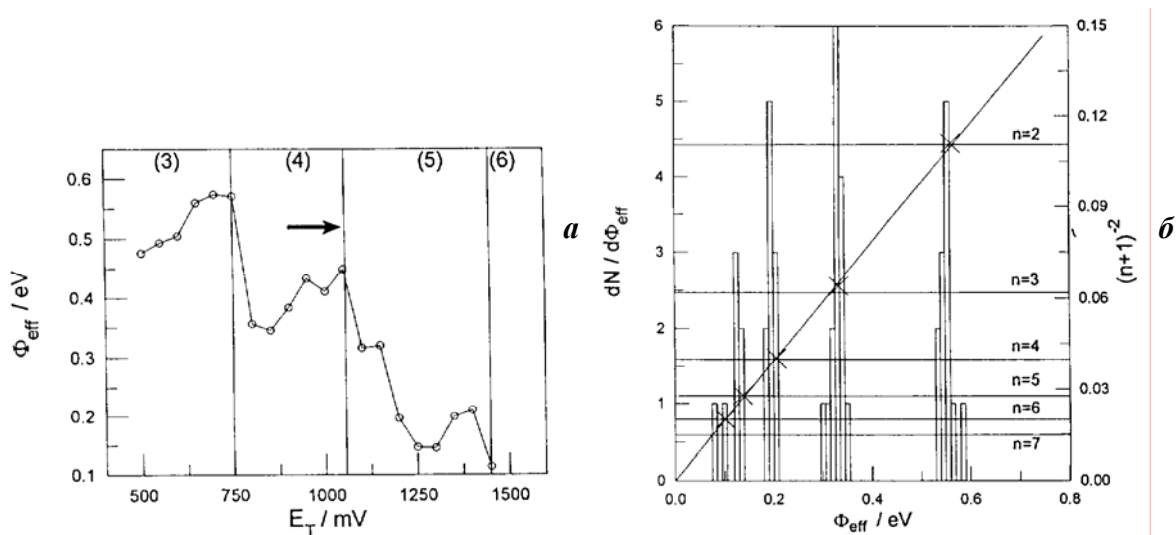 (3) (4) (5) (6)
Φeff / eV
0.6
0.5
0.4
0.3
0.2
0.1
500 750 1000 1250 1500
E_T / mV
а
dN / dΦeff
6
5
4
3
2
1
0
n=2
n=3
n=4
n=5
n=6
n=7
0.15
0.12
0.09
0.06
0.03
0.00
(n+1)^-2
0.0 0.2 0.4 0.6 0.8
Φeff / eV
б